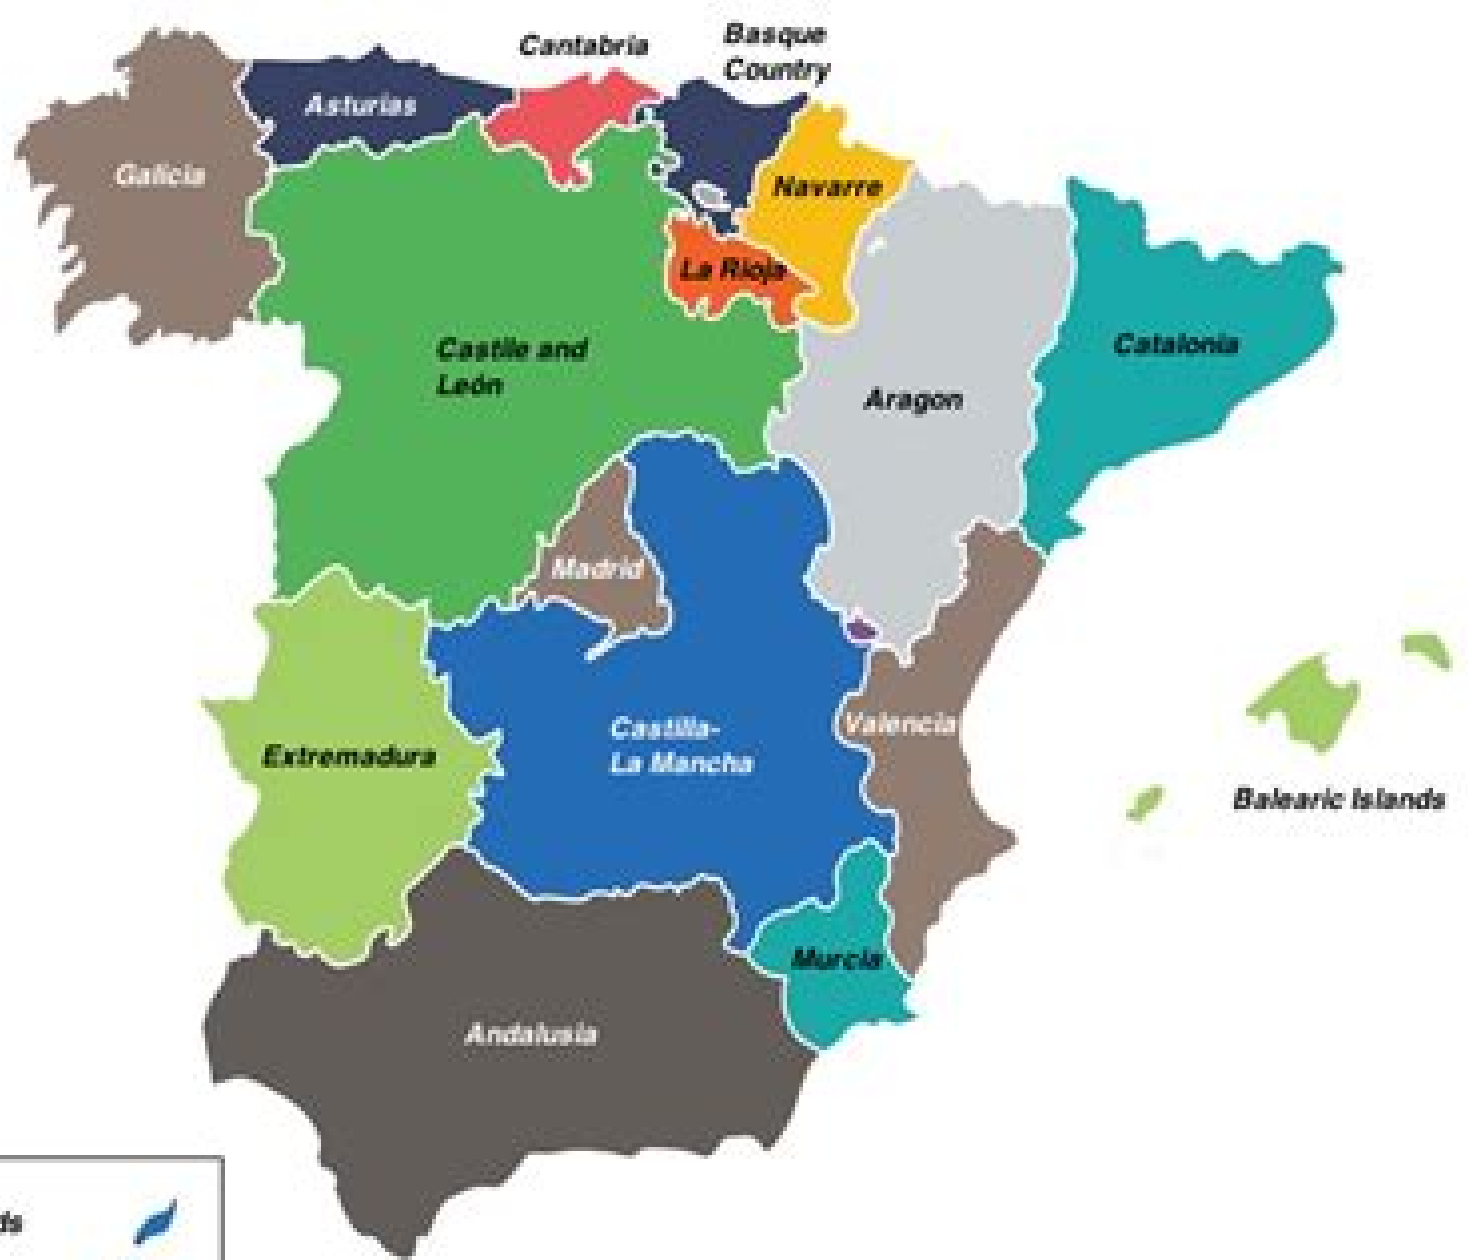 Cantabria
Basque
Country
Asturias
Galicia
Navarre
La Rioja
Castile and
León
Catalonia
Aragon
Madrid
Castilla-
La Mancha
Valencia
Extremadura
Balearic Islands
Murcia
Andalusia